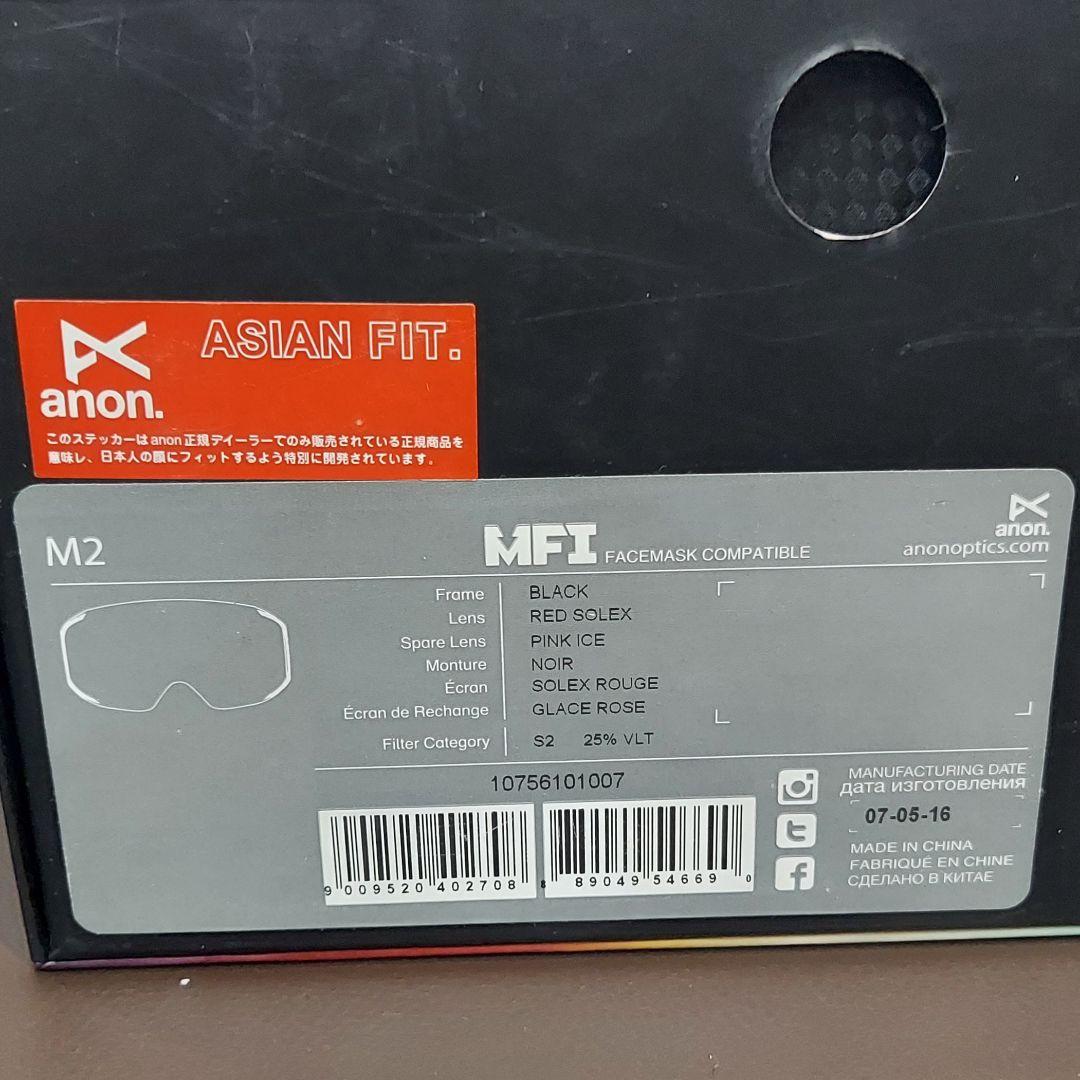 ASIAN FIT.
anon.
このステッカーはanon正規デイーラーてのみ販売されている正規商品を
意味し、日本人の顔にフィットするよう特別に開発されています。
M2
MFI FACEMASK COMPATIBLE
anon.
anonoptics.com
Frame BLACK
Lens RED SOLEX
Spare Lens PINK ICE
Monture NOIR
Écran SOLEX ROUGE
Écran de Rechange GLACE ROSE
Filter Category S2 25% VLT
10756101007
9 009520 402708
8 89049 54669 0
MANUFACTURING DATE
дата изготовления
07-05-16
MADE IN CHINA
FABRIQUÉ EN CHINE
СДЕЛАНО В КИТАЕ